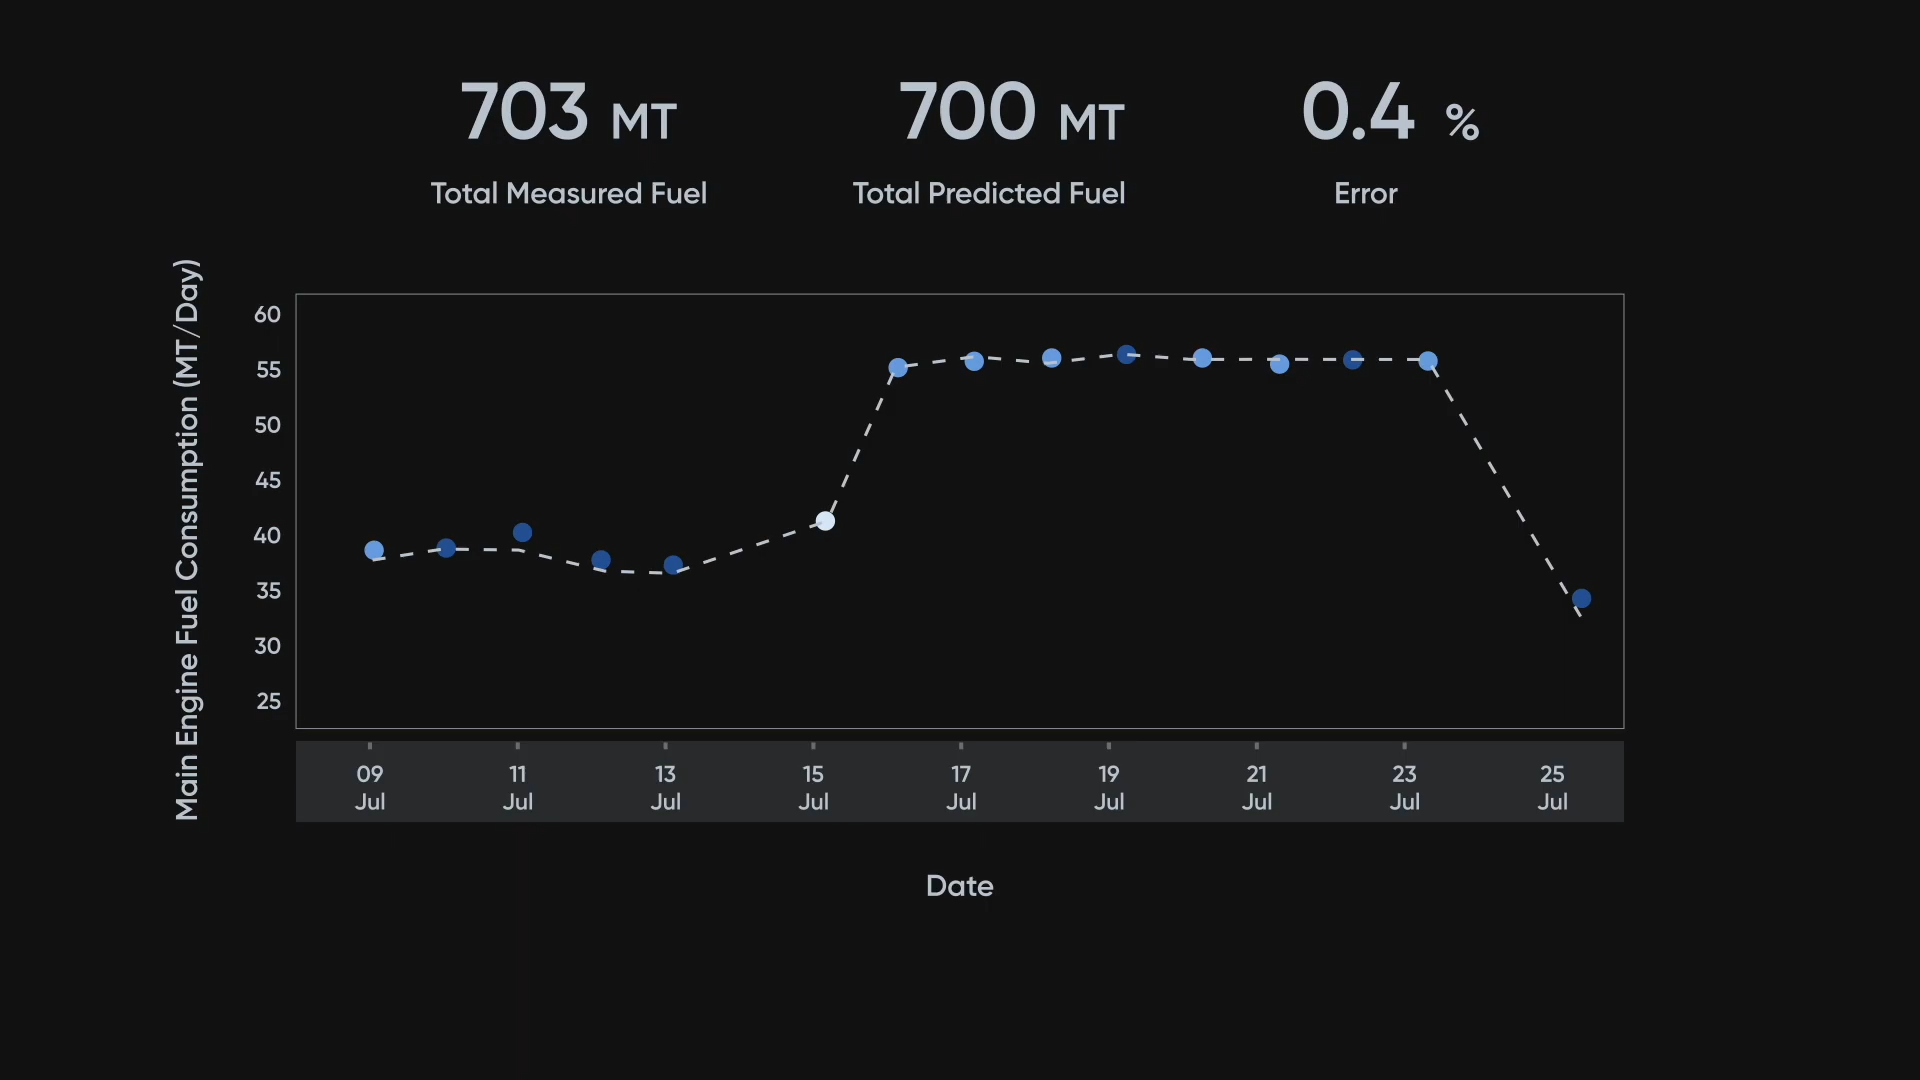 703 MT
Total Measured Fuel
700 MT
Total Predicted Fuel
0.4 %
Error
Main Engine Fuel Consumption (MT/Day)
60
55
50
45
40
35
30
25
09 Jul
11 Jul
13 Jul
15 Jul
17 Jul
19 Jul
21 Jul
23 Jul
25 Jul
Date